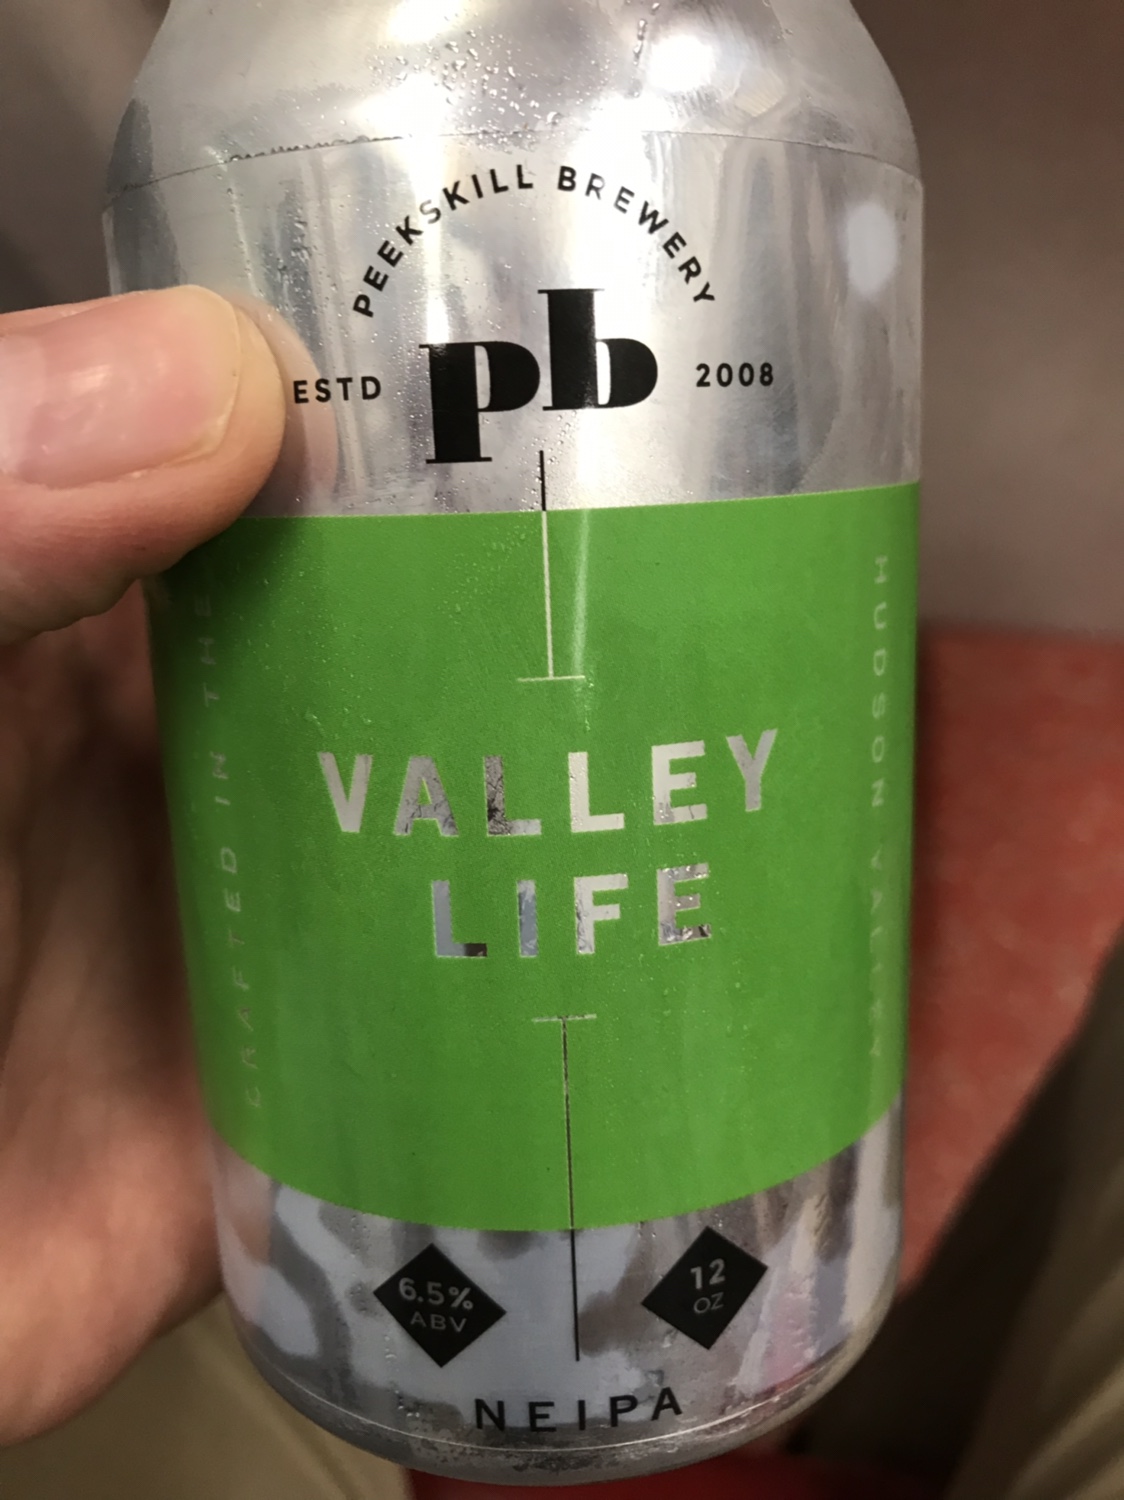 PEEKSKILL BREWERY
pb
ESTD 2008
CRAFTED IN THE
HUDSON VALLEY
VALLEY
LIFE
6.5%
ABV
12
OZ
NEIPA